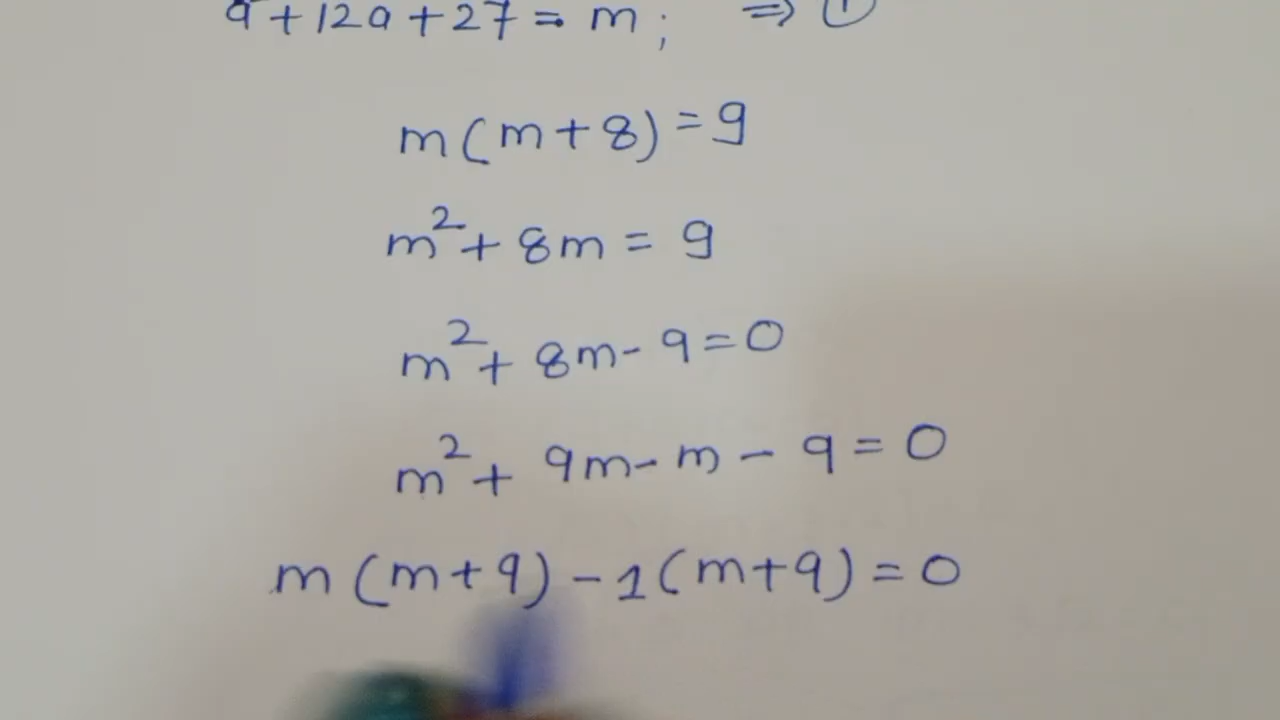 a² + 12a + 27 = m ; ⇒ ①
m ( m + 8 ) = 9
m² + 8m = 9
m² + 8m - 9 = 0
m² + 9m - m - 9 = 0
m ( m + 9 ) - 1 ( m + 9 ) = 0